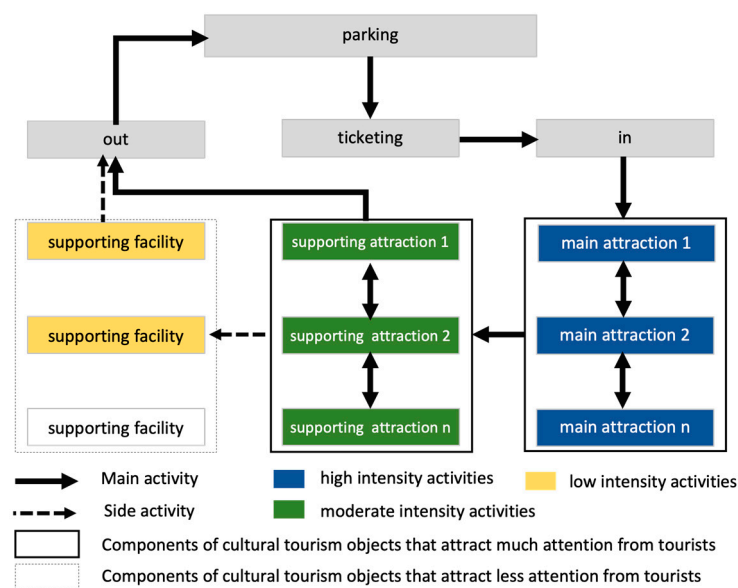 parking
out
ticketing
in
supporting facility
supporting attraction 1
main attraction 1
supporting facility
supporting attraction 2
main attraction 2
supporting facility
supporting attraction n
main attraction n
Main activity
high intensity activities
low intensity activities
Side activity
moderate intensity activities
Components of cultural tourism objects that attract much attention from tourists
Components of cultural tourism objects that attract less attention from tourists